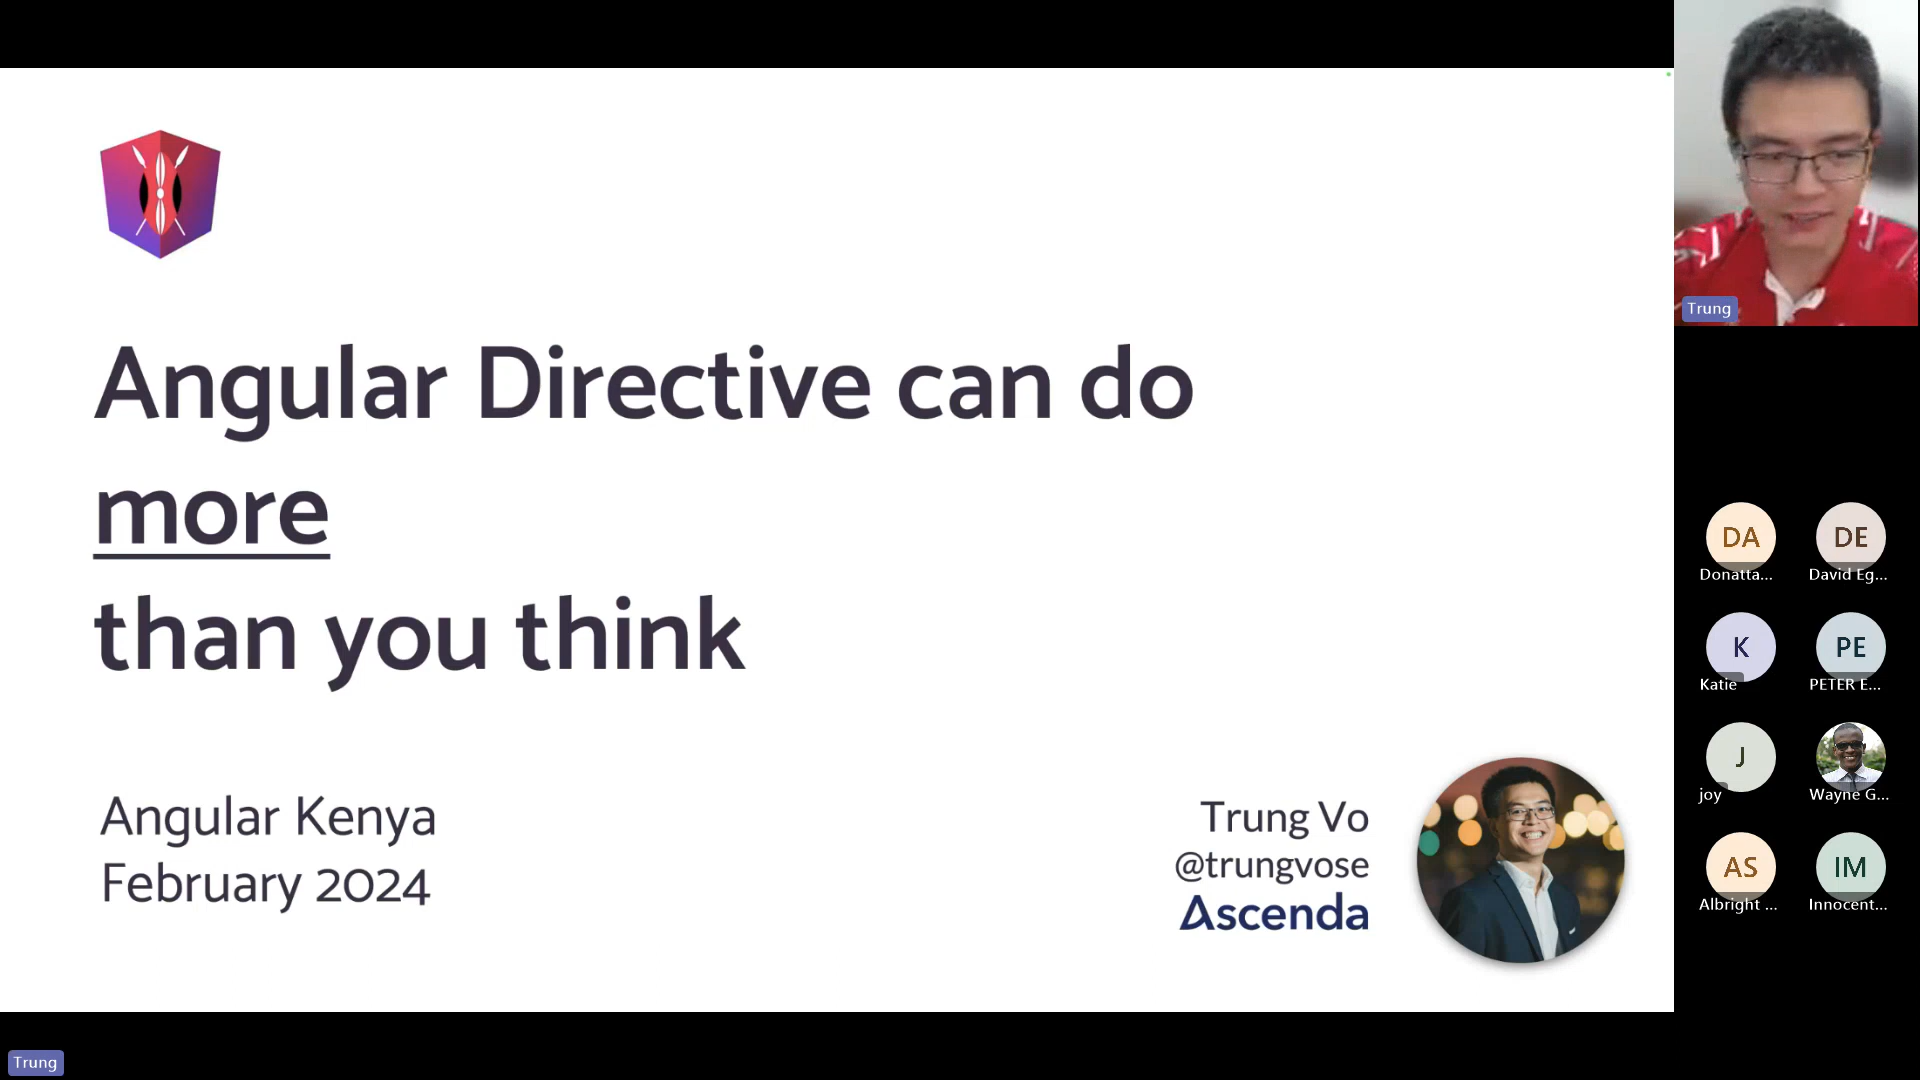 Angular Directive can do
more
than you think
Angular Kenya
February 2024
Trung Vo
@trungvose
Ascenda
Trung
DA
Donatta...
DE
David Eg...
K
Katie
PE
PETER E...
J
joy
Wayne G...
AS
Albright ...
IM
Innocent...
Trung